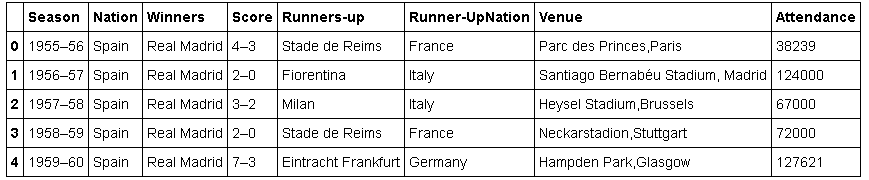 Season Nation Winners Score Runners-up Runner-UpNation Venue Attendance
0 1955–56 Spain Real Madrid 4–3 Stade de Reims France Parc des Princes,Paris 38239
1 1956–57 Spain Real Madrid 2–0 Fiorentina Italy Santiago Bernabéu Stadium, Madrid 124000
2 1957–58 Spain Real Madrid 3–2 Milan Italy Heysel Stadium,Brussels 67000
3 1958–59 Spain Real Madrid 2–0 Stade de Reims France Neckarstadion,Stuttgart 72000
4 1959–60 Spain Real Madrid 7–3 Eintracht Frankfurt Germany Hampden Park,Glasgow 127621